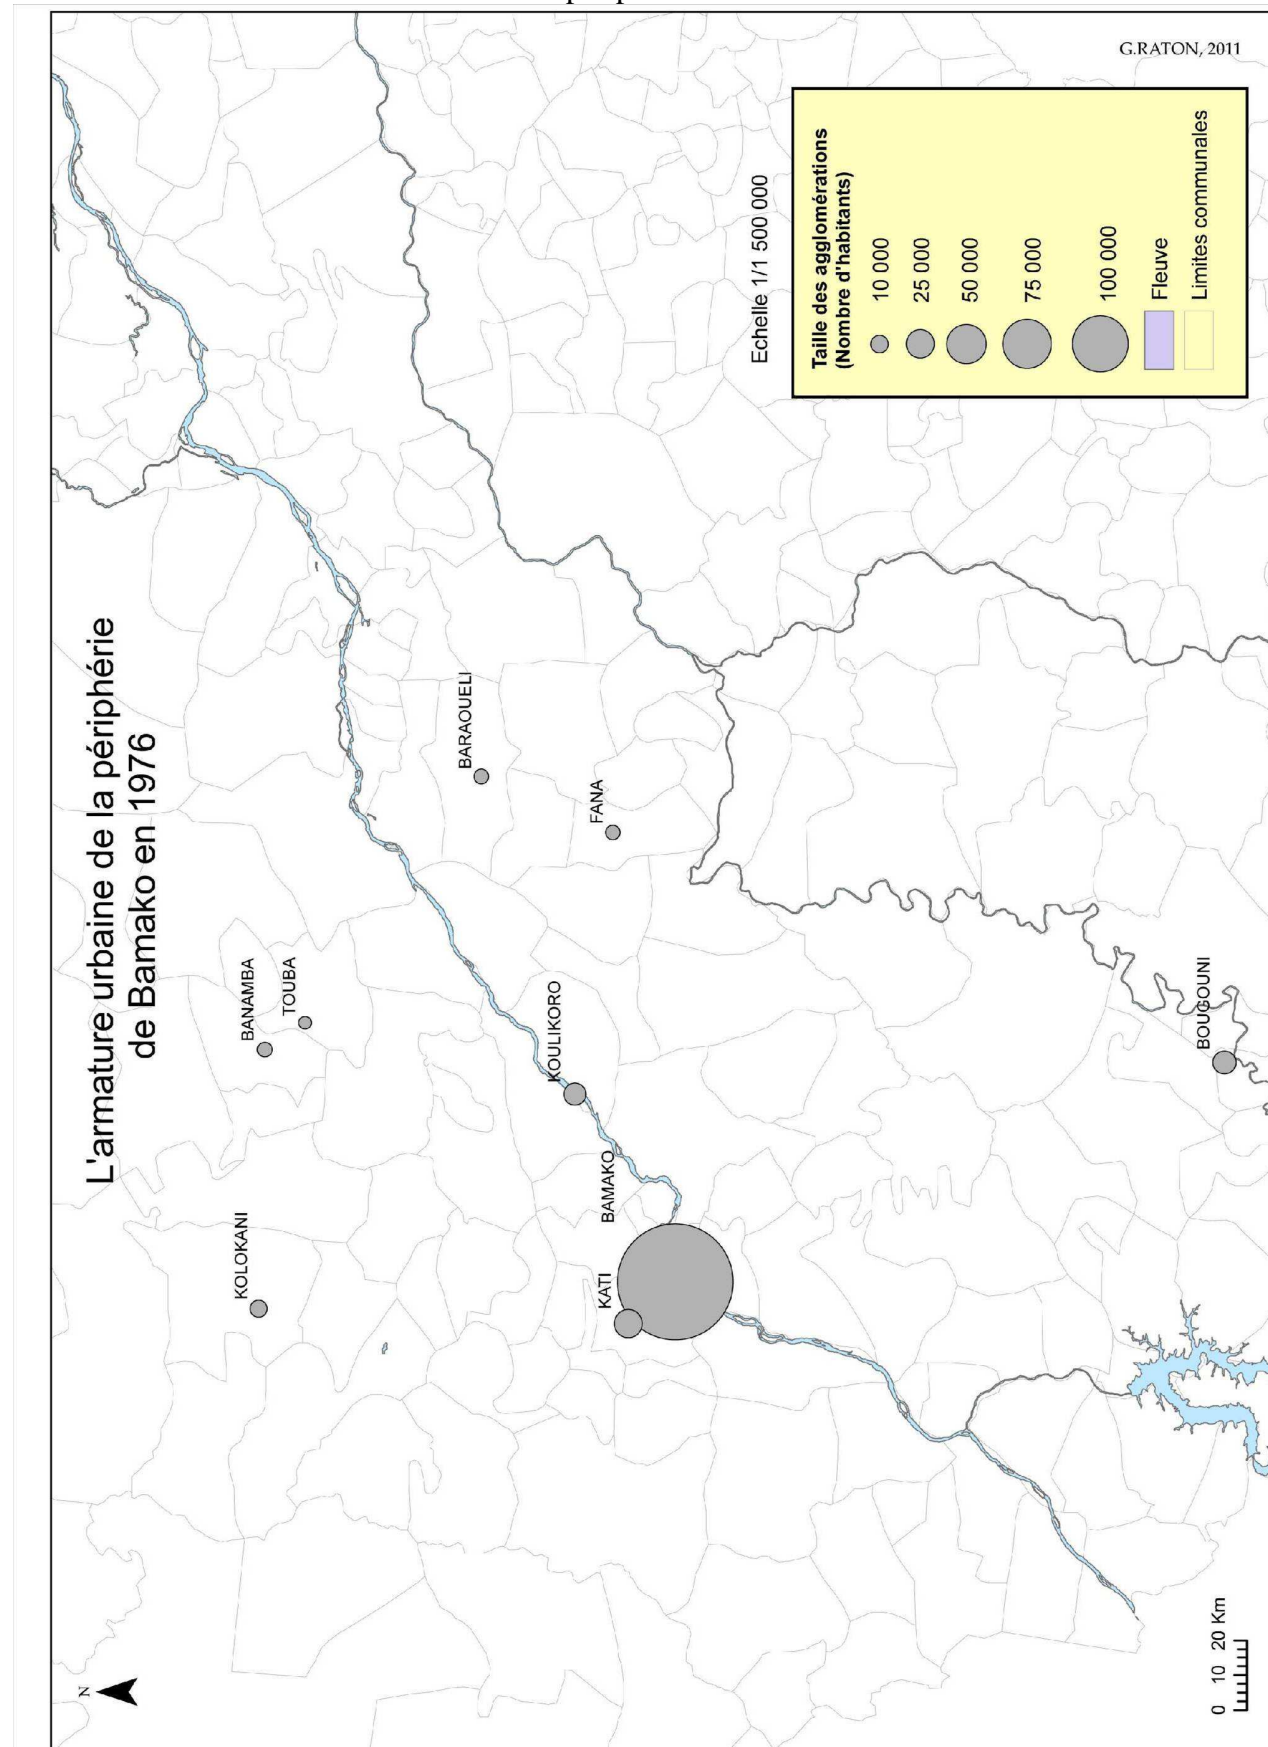 G.RATON, 2011
L'armature urbaine de la périphérie
de Bamako en 1976
N
KOLOKANI
BANAMBA
TOUBA
BARAOUELI
FANA
KOULIKORO
BAMAKO
KATI
BOUGOUNI
Echelle 1/1 500 000
Taille des agglomérations
(Nombre d'habitants)
10 000
25 000
50 000
75 000
100 000
Fleuve
Limites communales
0 10 20 Km